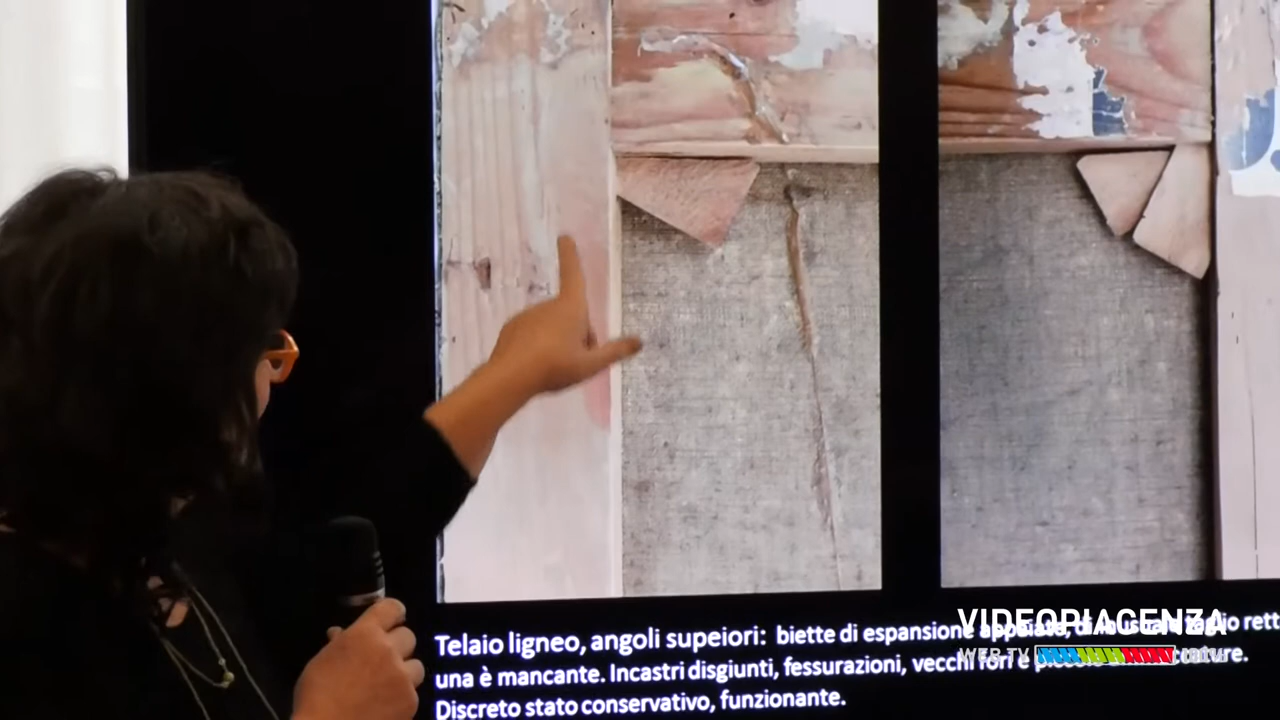 Telaio ligneo, angoli supeiori: biette di espansione
VIDEOPIACENZA
una è mancante. Incastri disgiunti, fessurazioni, vecchi fori e
WEB TV
Discreto stato conservativo, funzionante.